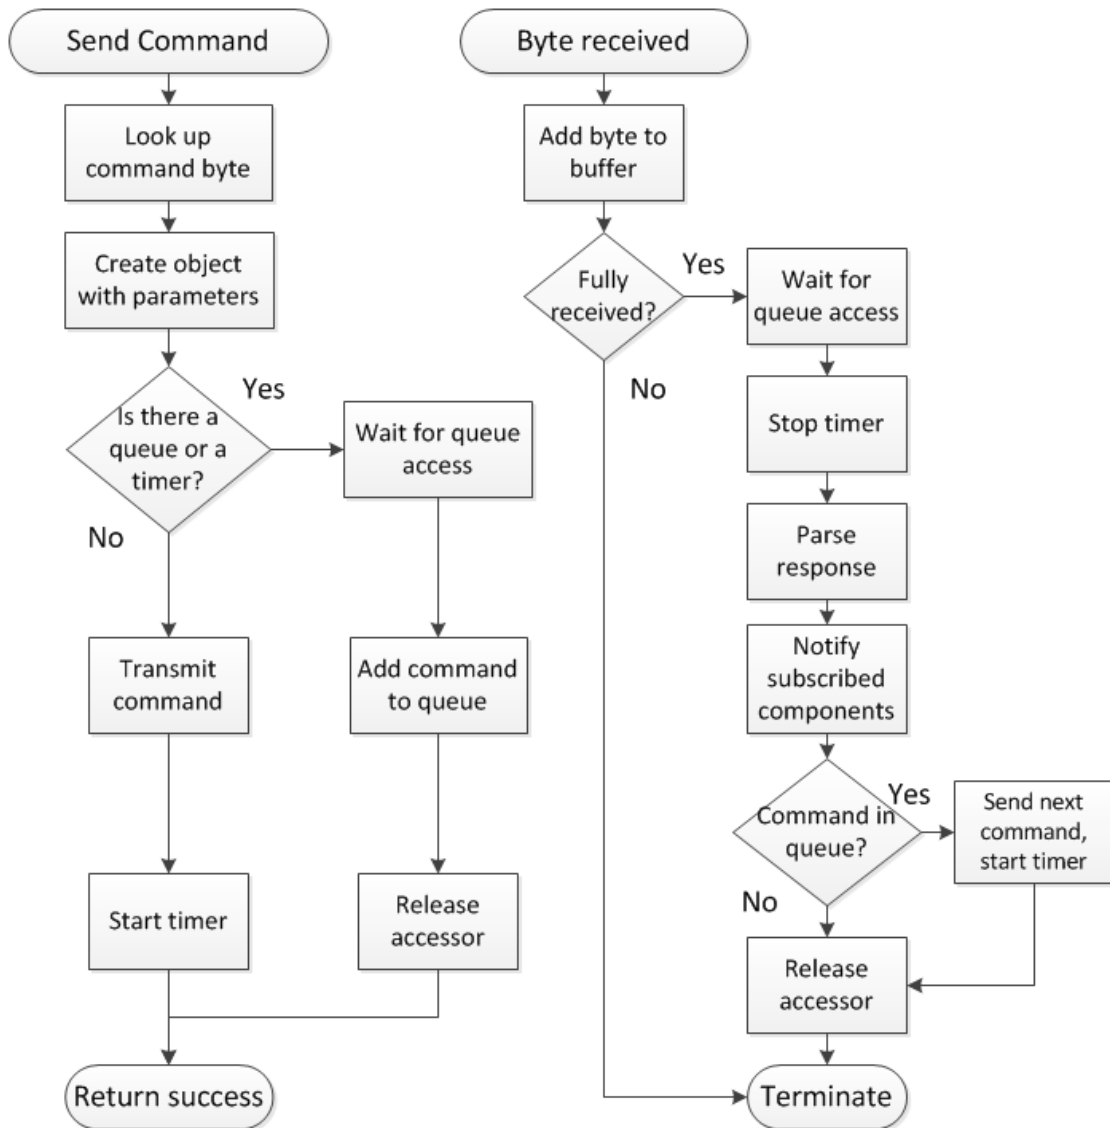 Send Command
Look up
command byte
Create object
with parameters
Is there a
queue or a
timer?
Yes
No
Wait for queue
access
Transmit
command
Add command
to queue
Start timer
Release
accessor
Return success
Byte received
Add byte to
buffer
Fully
received?
Yes
No
Wait for
queue access
Stop timer
Parse
response
Notify
subscribed
components
Command in
queue?
Yes
No
Send next
command,
start timer
Release
accessor
Terminate